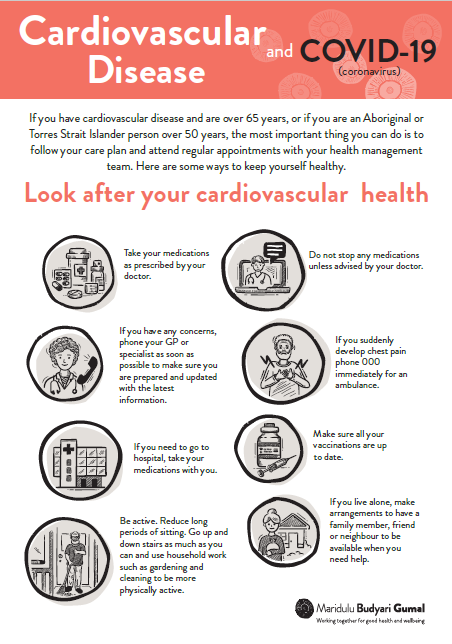 Cardiovascular
Disease
and COVID-19
(coronavirus)
If you have cardiovascular disease and are over 65 years, or if you are an Aboriginal or
Torres Strait Islander person over 50 years, the most important thing you can do is to
follow your care plan and attend regular appointments with your health management
team. Here are some ways to keep yourself healthy.
Look after your cardiovascular health
Take your medications
as prescribed by your
doctor.
Do not stop any medications
unless advised by your doctor.
If you have any concerns,
phone your GP or
specialist as soon as
possible to make sure you
are prepared and updated
with the latest
information.
If you suddenly
develop chest pain
phone 000
immediately for an
ambulance.
If you need to go to
hospital, take your
medications with you.
Make sure all your
vaccinations are up
to date.
Be active. Reduce long
periods of sitting. Go up and
down stairs as much as you
can and use household work
such as gardening and
cleaning to be more
physically active.
If you live alone, make
arrangements to have a
family member, friend
or neighbour to be
available when you
need help.
Maridulu Budyari Gumal
Working together for good health and wellbeing